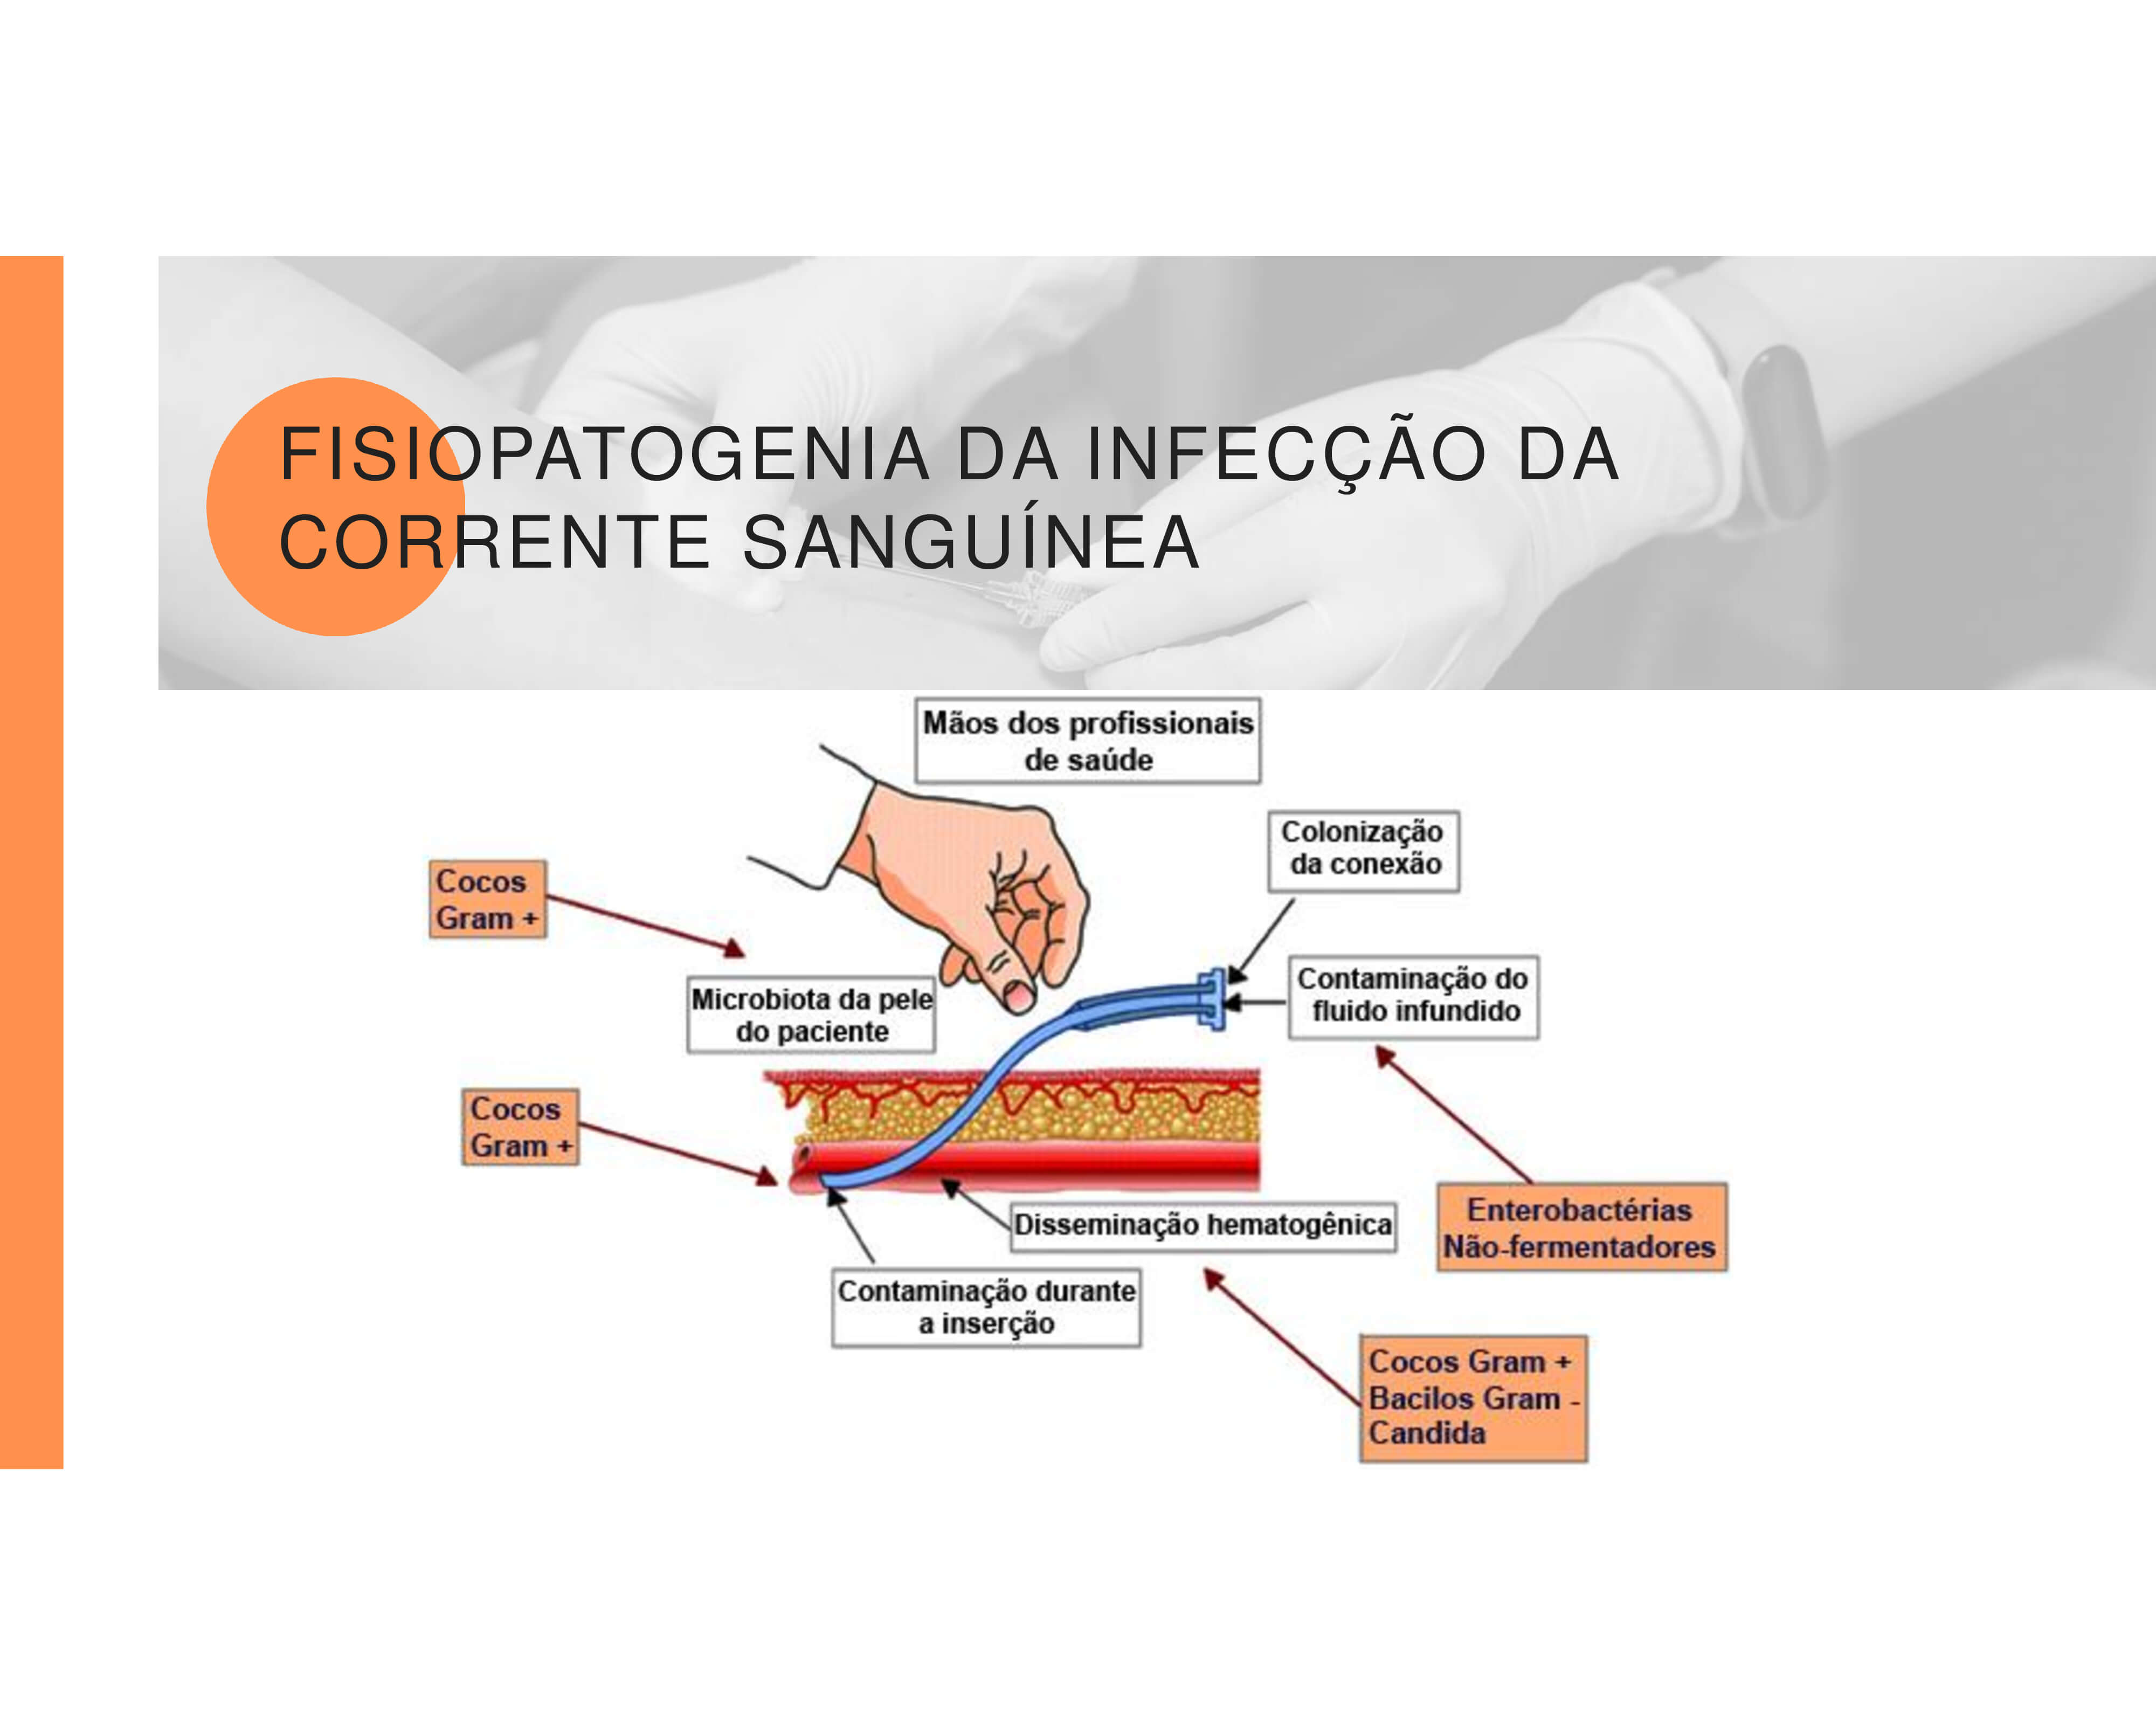 FISIOPATOGENIA DA INFECÇÃO DA
CORRENTE SANGUÍNEA
Mãos dos profissionais
de saúde
Colonização
da conexão
Cocos
Gram +
Contaminação do
fluido infundido
Microbiota da pele
do paciente
Cocos
Gram +
Disseminação hematogênica
Enterobactérias
Não-fermentadores
Contaminação durante
a inserção
Cocos Gram +
Bacilos Gram -
Candida